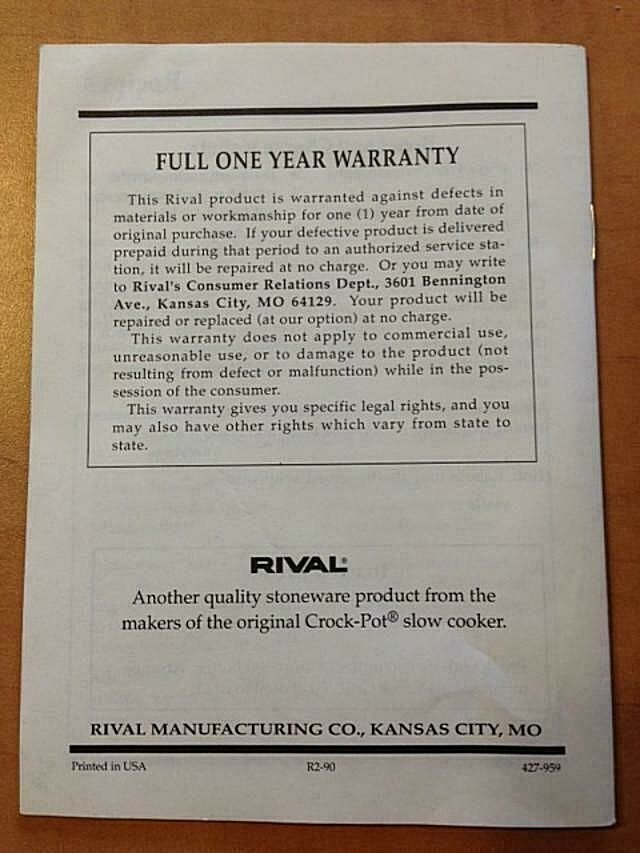 FULL ONE YEAR WARRANTY
This Rival product is warranted against defects in
materials or workmanship for one (1) year from date of
original purchase. If your defective product is delivered
prepaid during that period to an authorized service sta-
tion, it will be repaired at no charge. Or you may write
to Rival's Consumer Relations Dept., 3601 Bennington
Ave., Kansas City, MO 64129. Your product will be
repaired or replaced (at our option) at no charge.
This warranty does not apply to commercial use,
unreasonable use, or to damage to the product (not
resulting from defect or malfunction) while in the pos-
session of the consumer.
This warranty gives you specific legal rights, and you
may also have other rights which vary from state to
state.
RIVAL®
Another quality stoneware product from the
makers of the original Crock-Pot® slow cooker.
RIVAL MANUFACTURING CO., KANSAS CITY, MO
Printed in USA R2-90 427-959